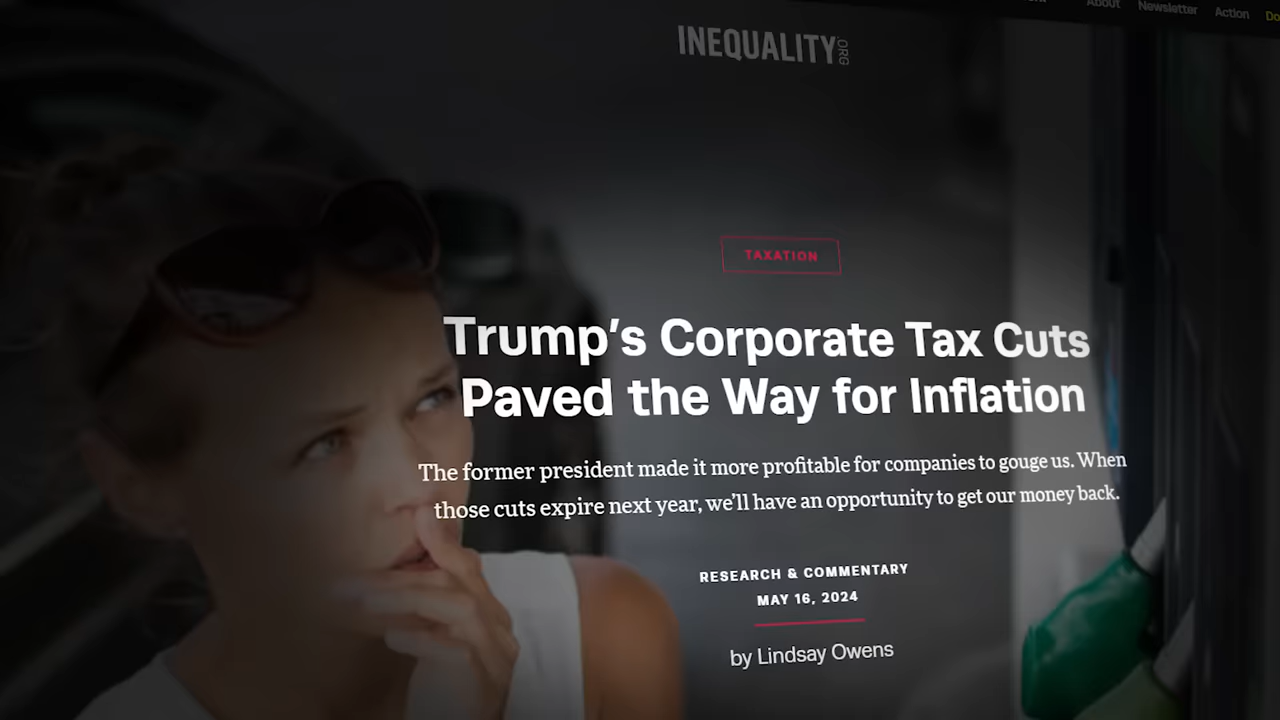 About Newsletter Action
INEQUALITY ORG
TAXATION
Trump's Corporate Tax Cuts
Paved the Way for Inflation
The former president made it more profitable for companies to gouge us. When
those cuts expire next year, we'll have an opportunity to get our money back.
RESEARCH & COMMENTARY
MAY 16, 2024
by Lindsay Owens